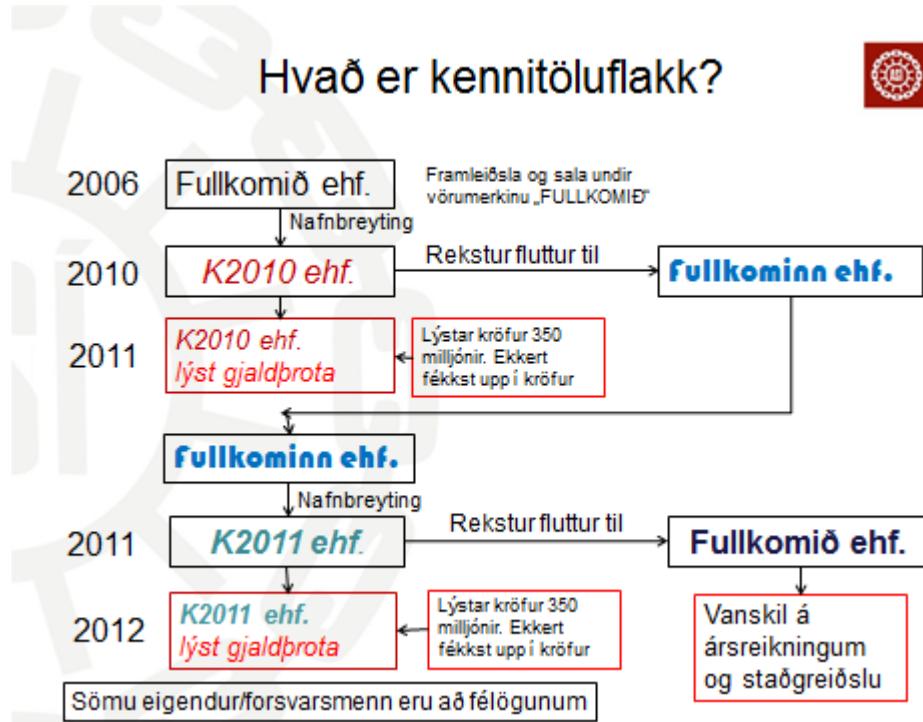 Hvað er kennitöluflakk?
2006
Fullkomið ehf.
Framleiðsla og sala undir
vörumerkinu „FULLKOMIÐ“
Nafnbreyting
2010
K2010 ehf.
Rekstur fluttur til
Fullkominn ehf.
2011
K2010 ehf.
lýst gjaldþrota
Lýstar kröfur 350
milljónir. Ekkert
fékkst upp í kröfur
Fullkominn ehf.
Nafnbreyting
2011
K2011 ehf.
Rekstur fluttur til
Fullkomið ehf.
2012
K2011 ehf.
lýst gjaldþrota
Lýstar kröfur 350
milljónir. Ekkert
fékkst upp í kröfur
Vanskil á
ársreikningum
og staðgreiðslu
Sömu eigendur/forsvarsmenn eru að félögunum